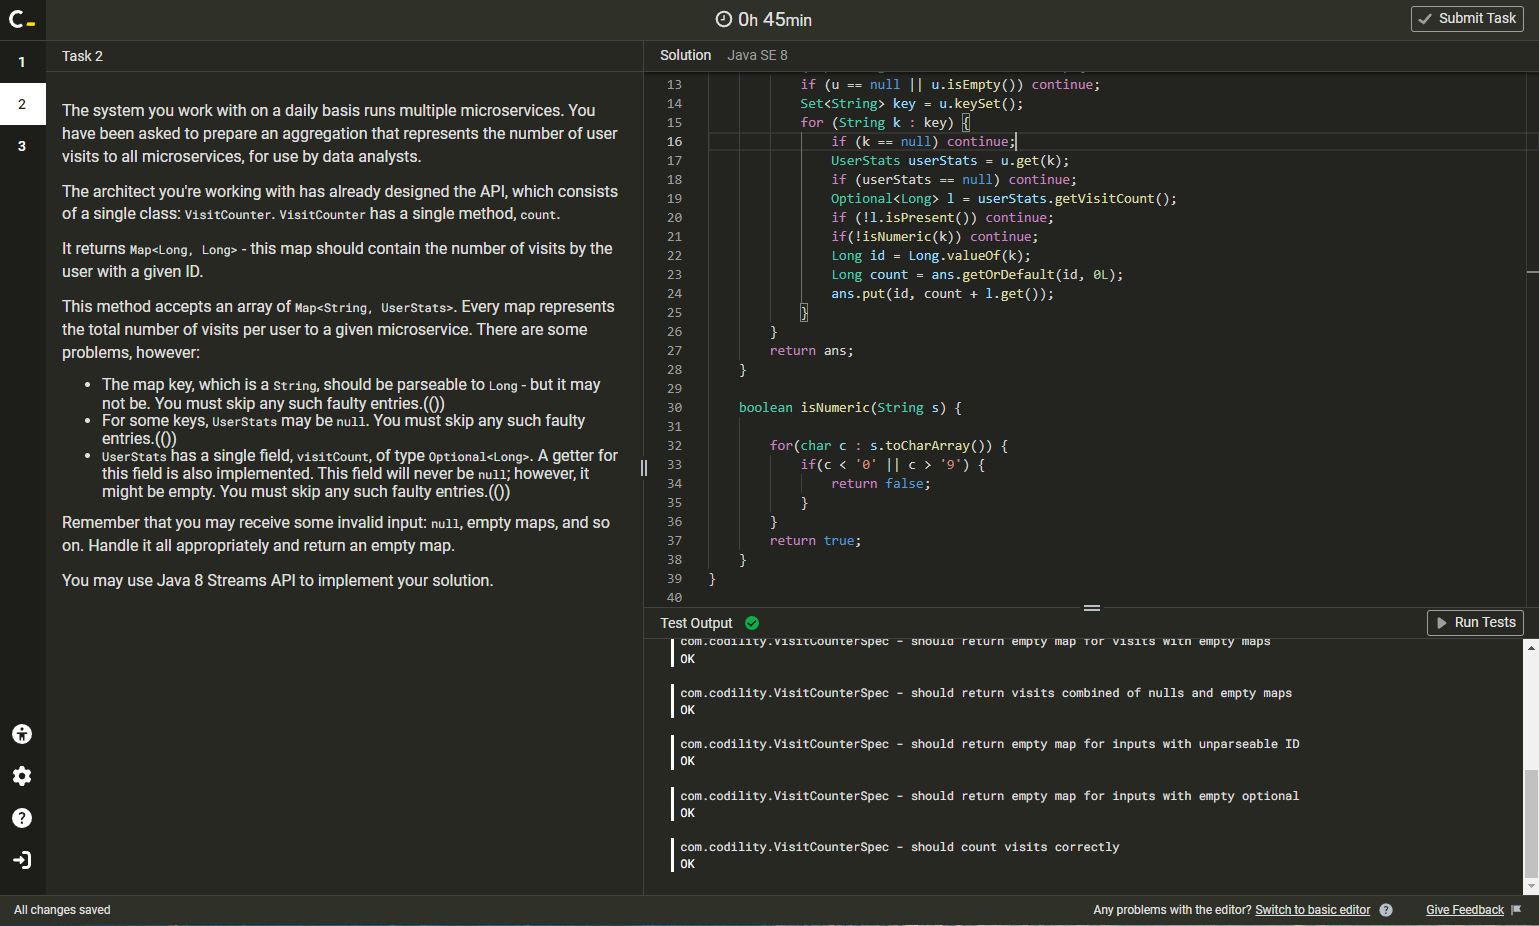 C_
0h 45min
Submit Task
1
2
3
Task 2
The system you work with on a daily basis runs multiple microservices. You
have been asked to prepare an aggregation that represents the number of user
visits to all microservices, for use by data analysts.
The architect you're working with has already designed the API, which consists
of a single class: VisitCounter. VisitCounter has a single method, count.
It returns Map<Long, Long> - this map should contain the number of visits by the
user with a given ID.
This method accepts an array of Map<String, UserStats>. Every map represents
the total number of visits per user to a given microservice. There are some
problems, however:
• The map key, which is a String, should be parseable to Long - but it may
not be. You must skip any such faulty entries.(())
• For some keys, UserStats may be null. You must skip any such faulty
entries.(())
• UserStats has a single field, visitCount, of type Optional<Long>. A getter for
this field is also implemented. This field will never be null; however, it
might be empty. You must skip any such faulty entries.(())
Remember that you may receive some invalid input: null, empty maps, and so
on. Handle it all appropriately and return an empty map.
You may use Java 8 Streams API to implement your solution.
Solution Java SE 8
13 if (u == null || u.isEmpty()) continue;
14 Set<String> key = u.keySet();
15 for (String k : key) {
16 if (k == null) continue;
17 UserStats userStats = u.get(k);
18 if (userStats == null) continue;
19 Optional<Long> l = userStats.getVisitCount();
20 if (!l.isPresent()) continue;
21 if(!isNumeric(k)) continue;
22 Long id = Long.valueOf(k);
23 Long count = ans.getOrDefault(id, 0L);
24 ans.put(id, count + l.get());
25 }
26 }
27 return ans;
28 }
29
30 boolean isNumeric(String s) {
31
32 for(char c : s.toCharArray()) {
33 if(c < '0' || c > '9') {
34 return false;
35 }
36 }
37 return true;
38 }
39 }
40
Test Output
Run Tests
com.codility.VisitCounterSpec - should return empty map for visits with empty maps
OK
com.codility.VisitCounterSpec - should return visits combined of nulls and empty maps
OK
com.codility.VisitCounterSpec - should return empty map for inputs with unparseable ID
OK
com.codility.VisitCounterSpec - should return empty map for inputs with empty optional
OK
com.codility.VisitCounterSpec - should count visits correctly
OK
All changes saved
Any problems with the editor? Switch to basic editor ?
Give Feedback